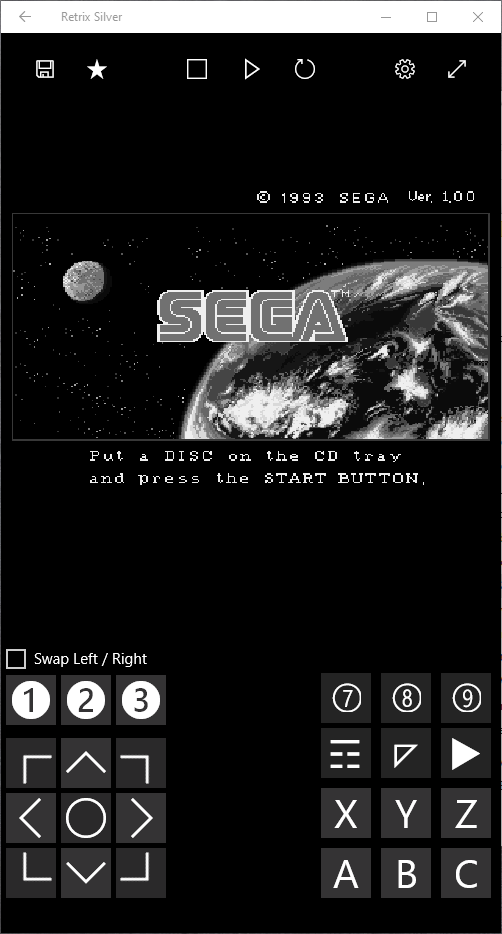 Retrix Silver
© 1993 SEGA Ver. 1.00
SEGA™
Put a DISC on the CD tray
and press the START BUTTON.
Swap Left / Right
1 2 3
7 8 9
X Y Z
A B C